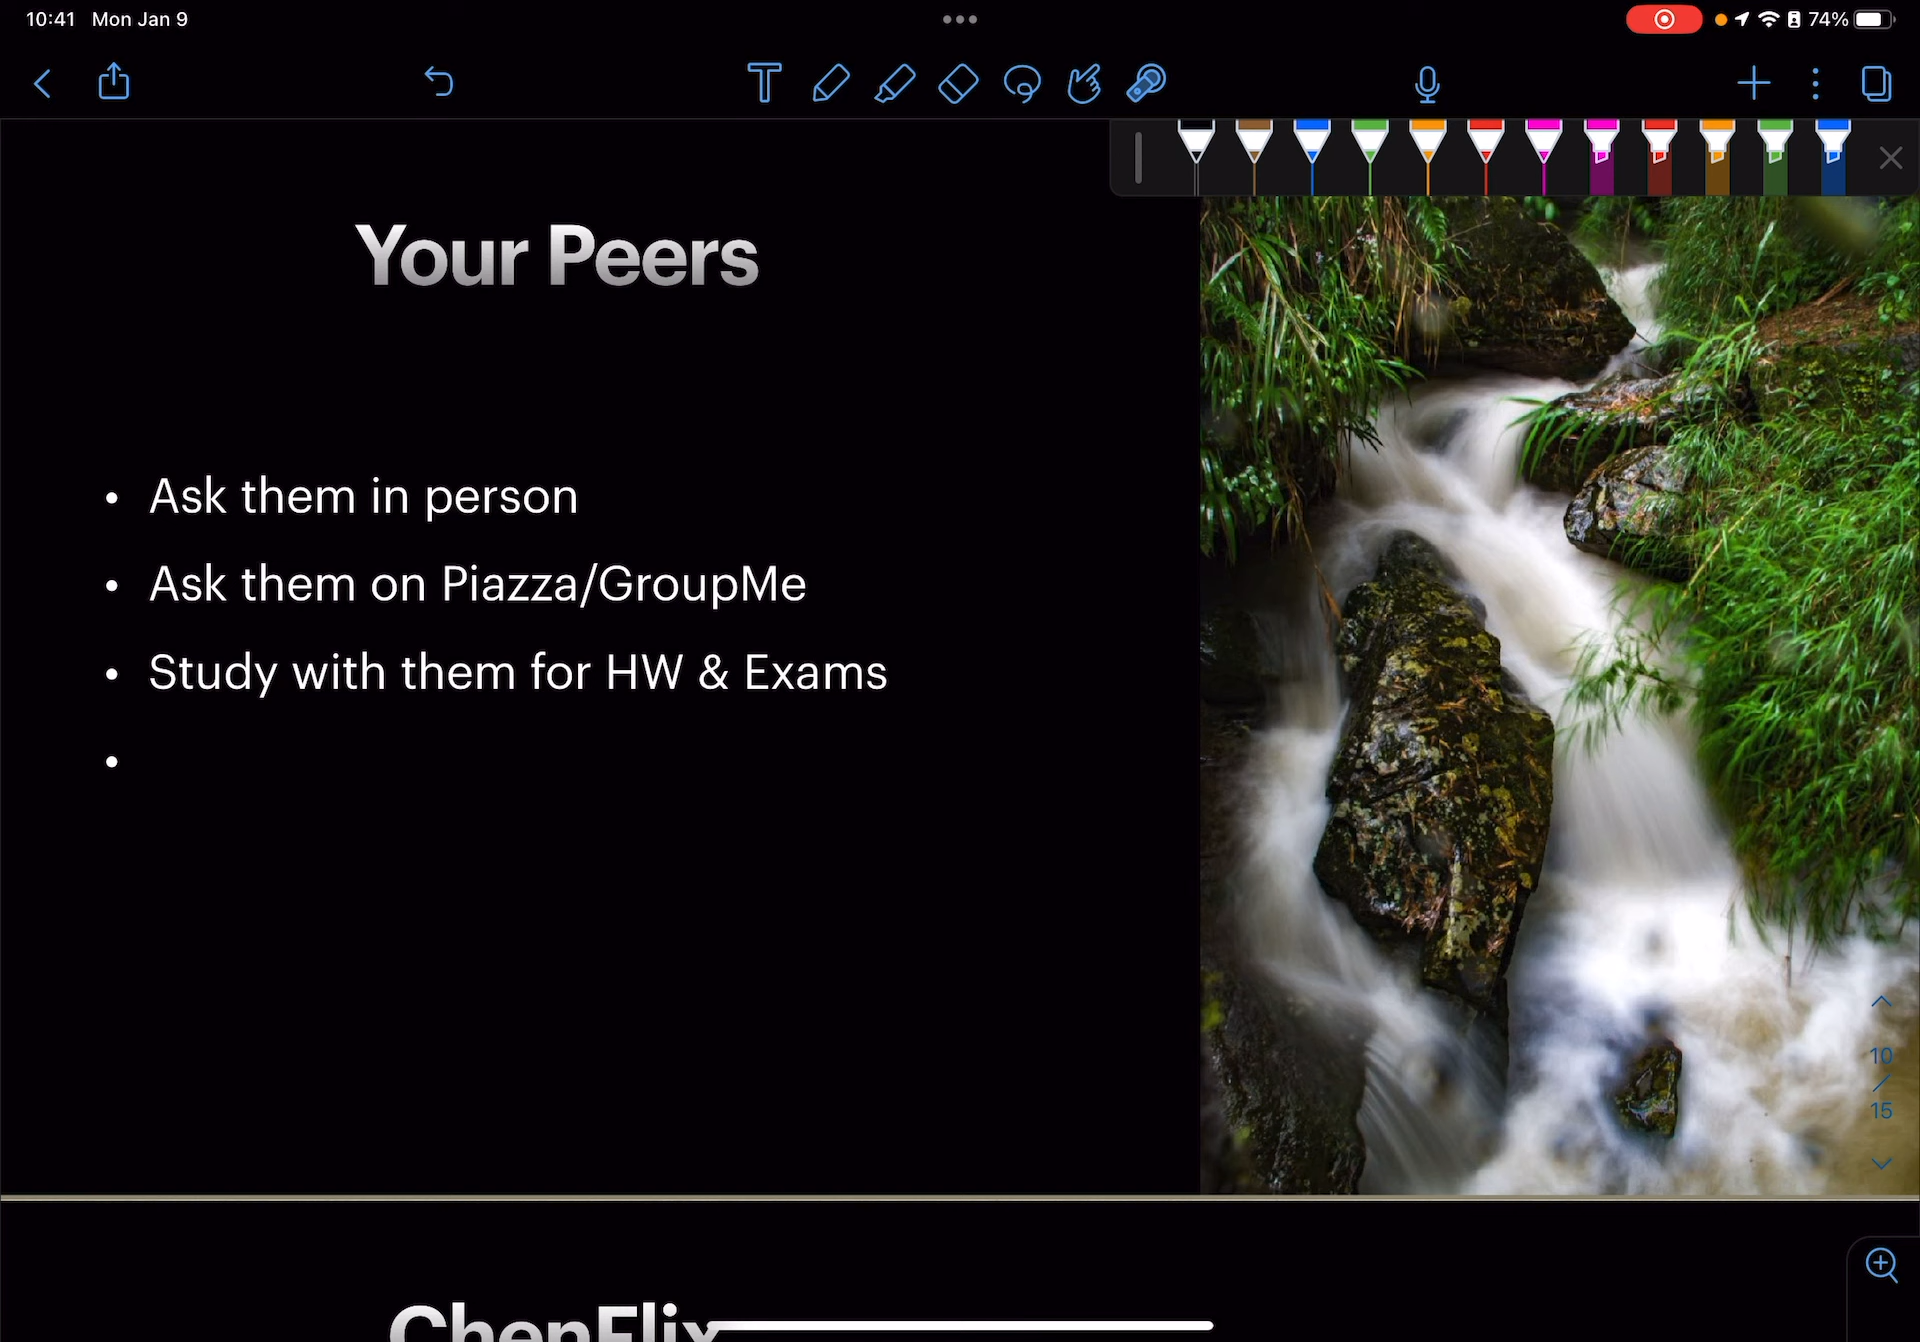 10:41 Mon Jan 9
74%
Your Peers
• Ask them in person
• Ask them on Piazza/GroupMe
• Study with them for HW & Exams
•
10
/
15
ChenFlix